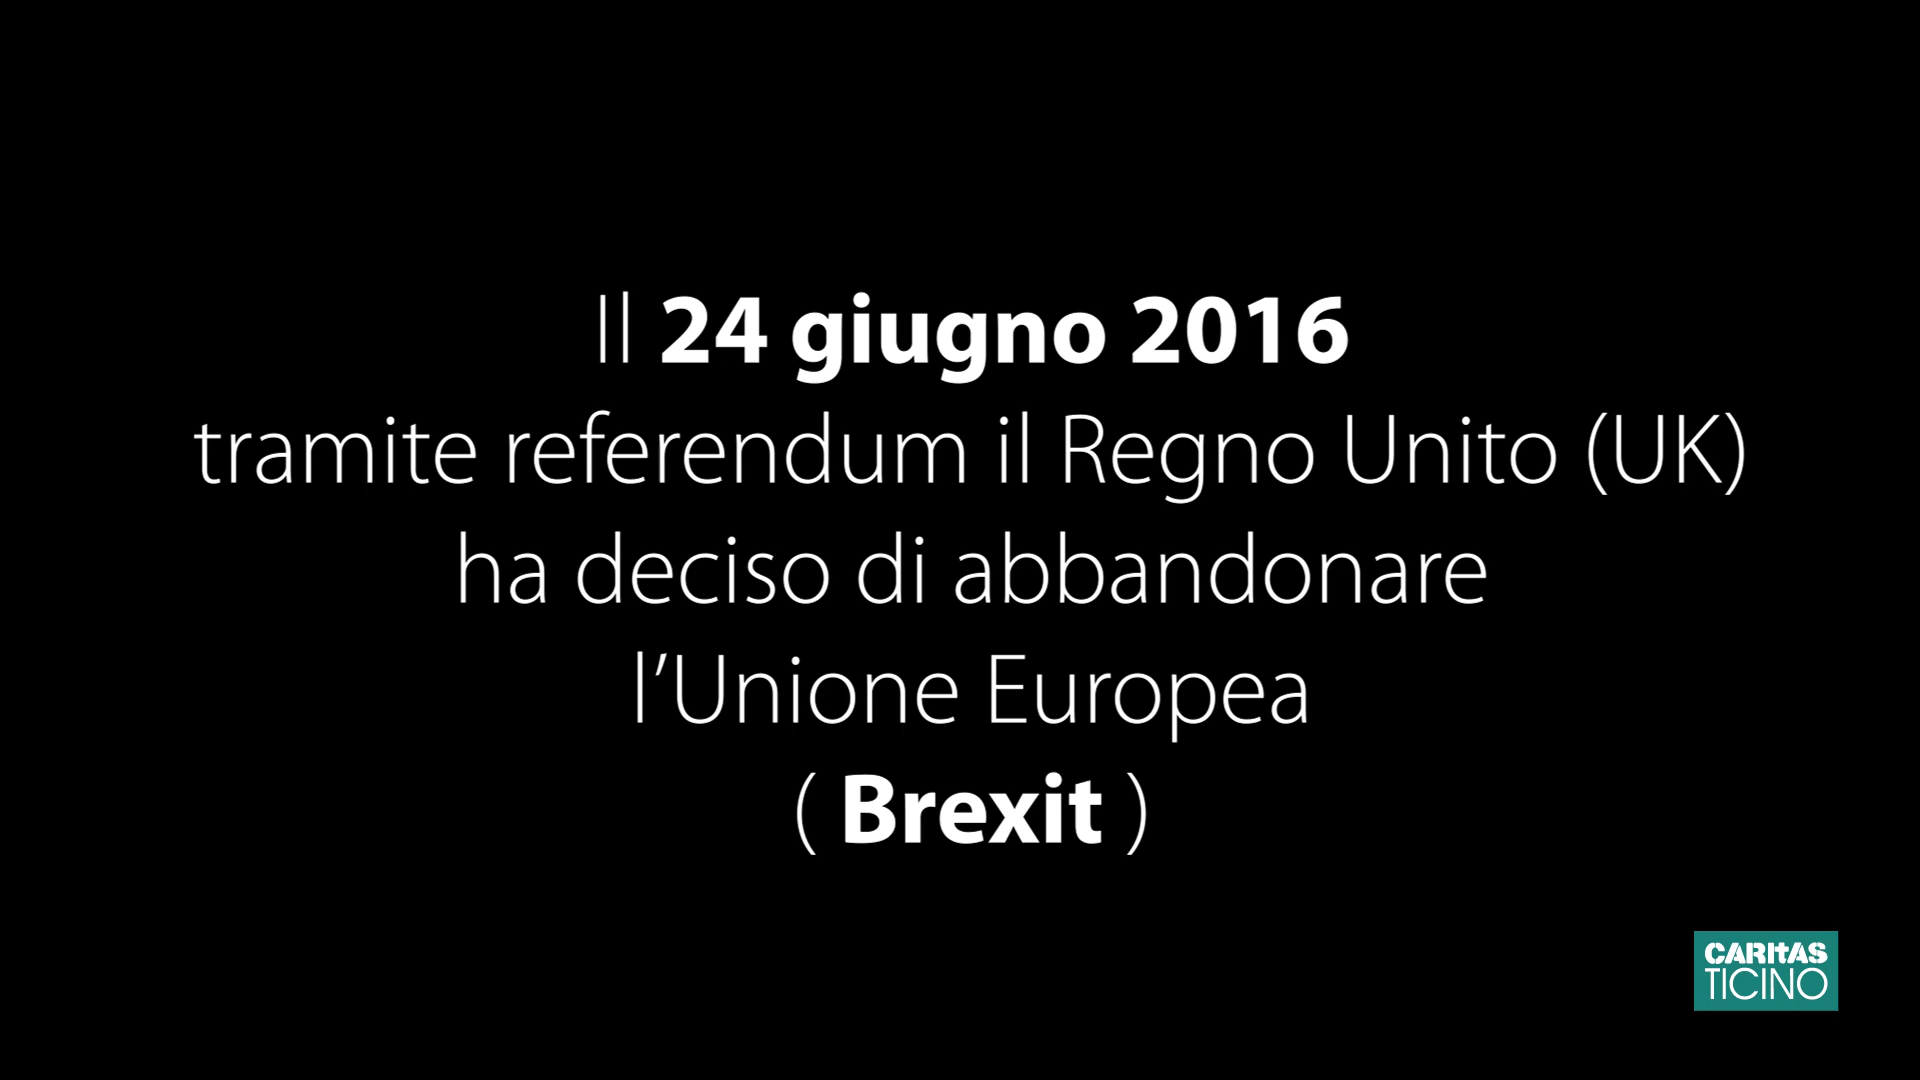 Il 24 giugno 2016
tramite referendum il Regno Unito (UK)
ha deciso di abbandonare
l’Unione Europea
( Brexit )
CARItAS
TICINO